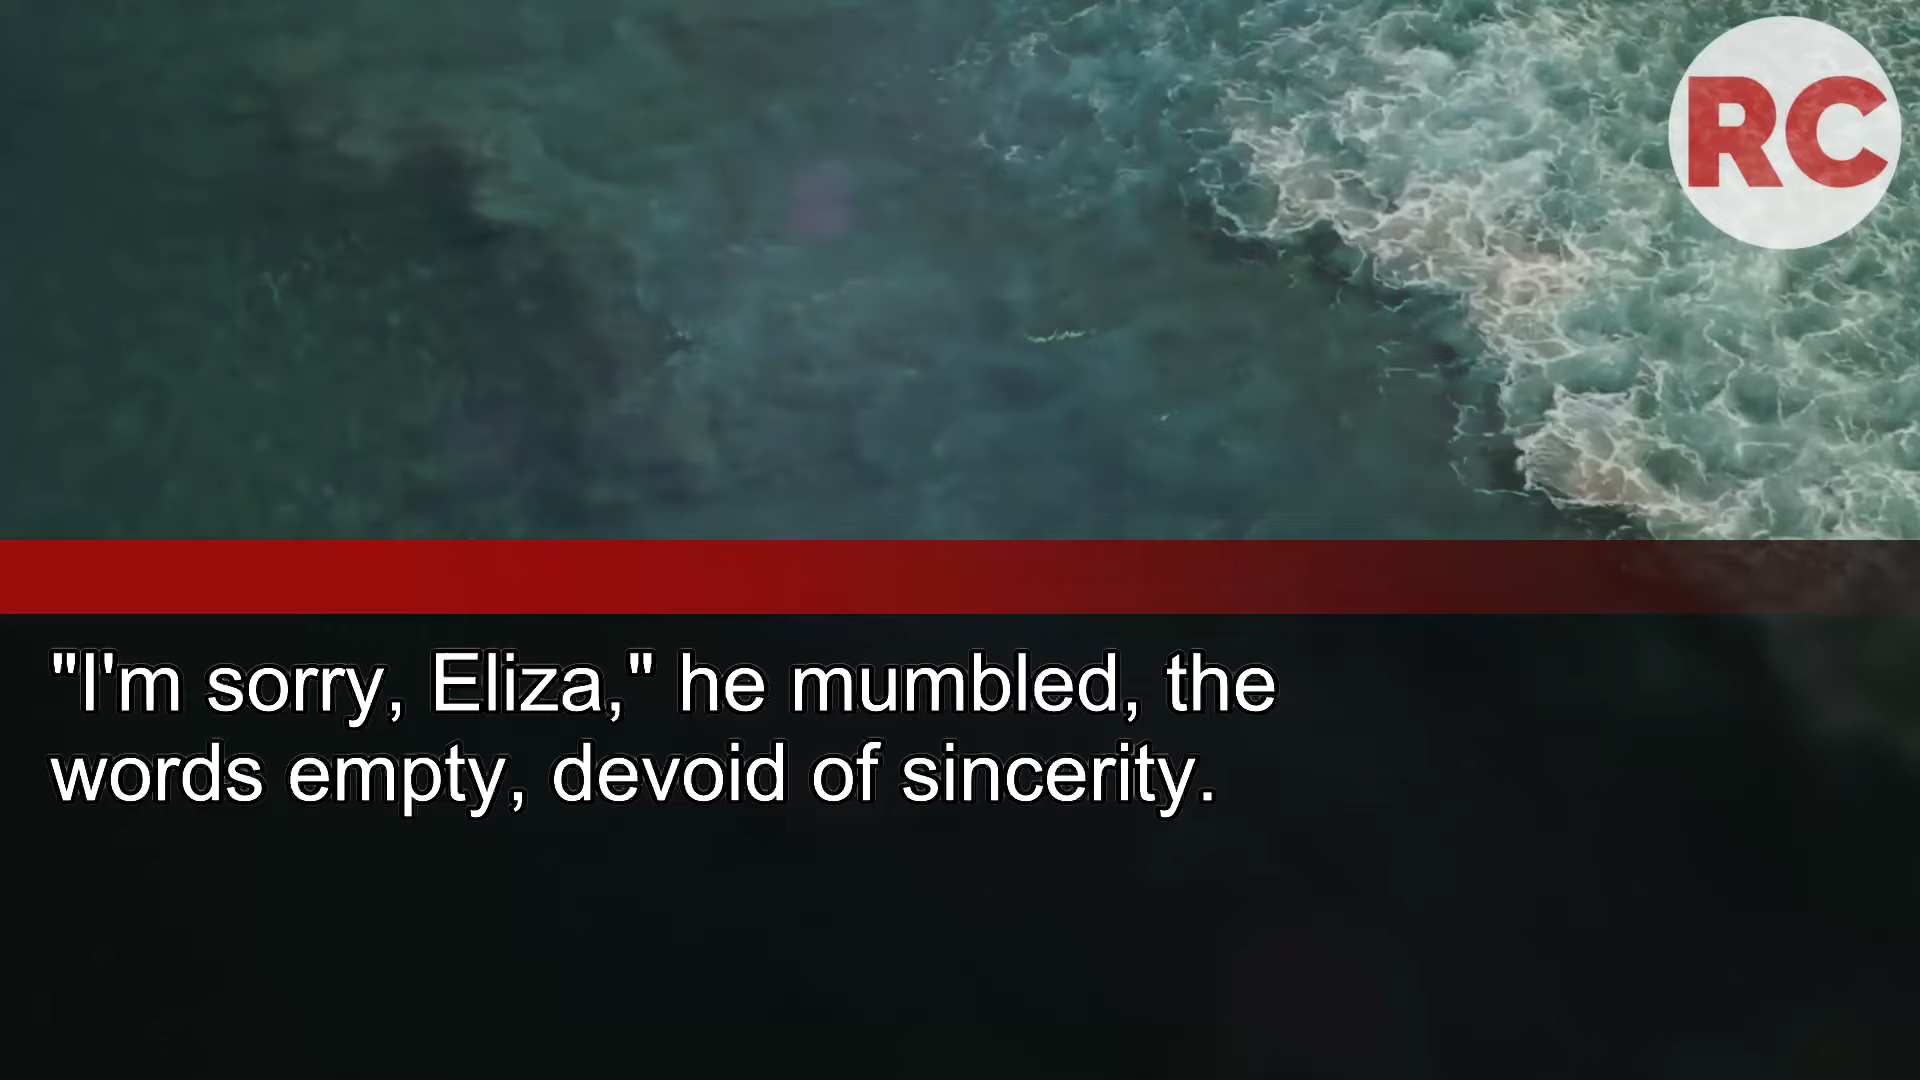 RC
"I'm sorry, Eliza," he mumbled, the
words empty, devoid of sincerity.